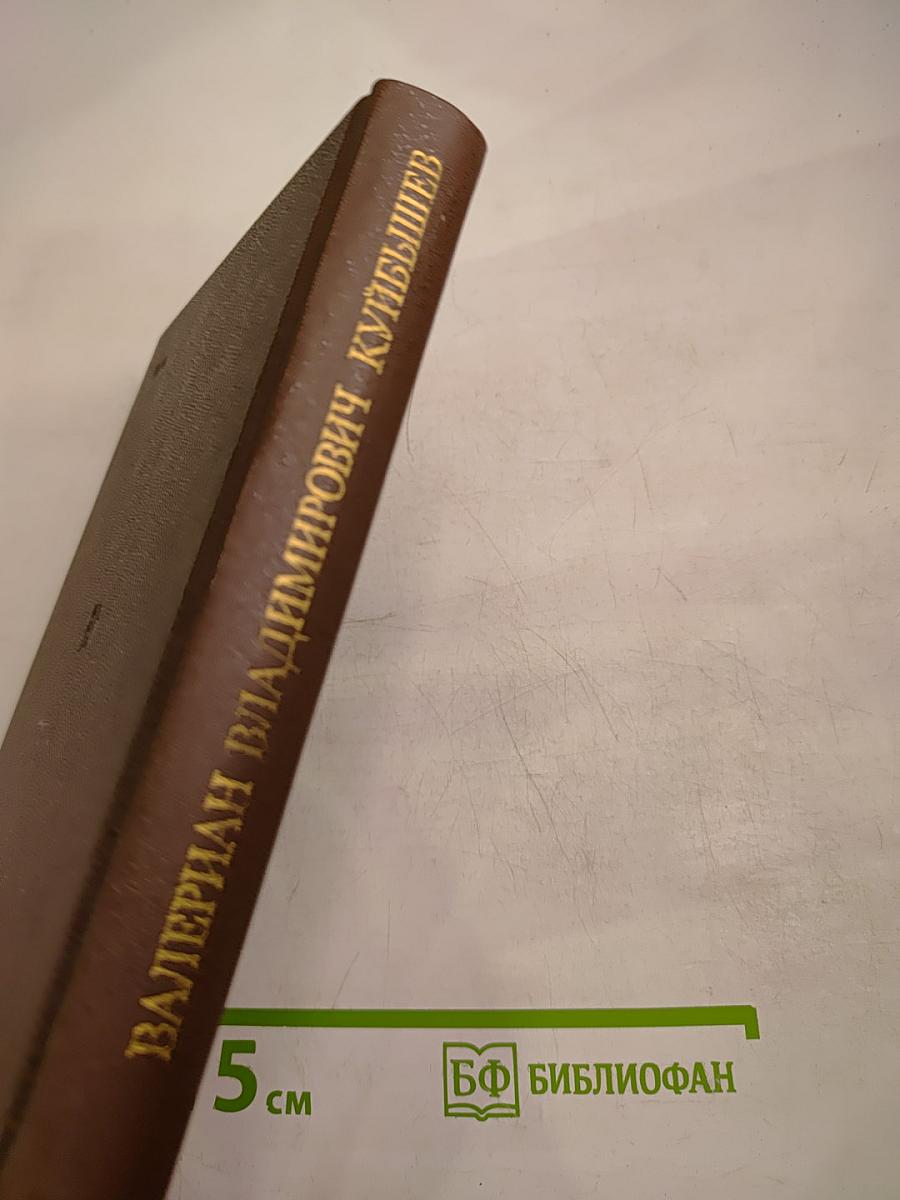 ВАЛЕРИАН ВЛАДИМИРОВИЧ КУЙБЫШЕВ
5 см
БФ БИБЛИОФАН